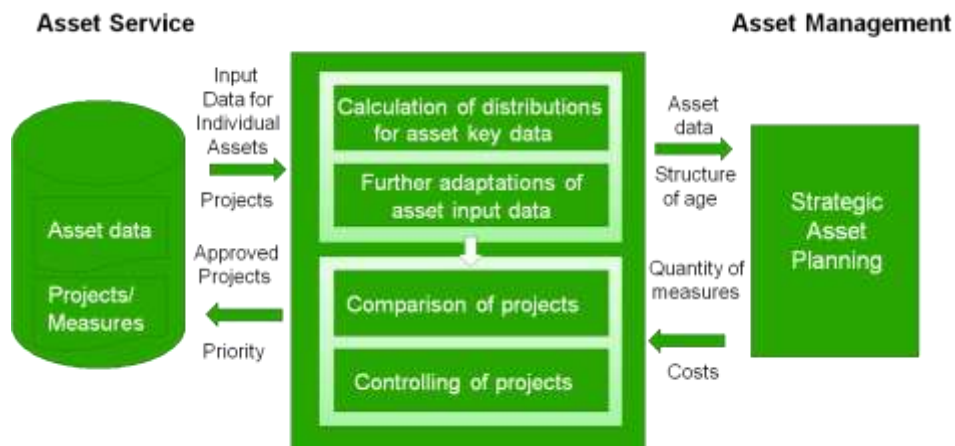 Asset Service
Asset Management
Input
Data for
Individual
Assets
Projects
Approved
Projects
Priority
Asset data
Projects/
Measures
Calculation of distributions
for asset key data
Further adaptations of
asset input data
Comparison of projects
Controlling of projects
Asset
data
Structure
of age
Quantity of
measures
Costs
Strategic
Asset
Planning